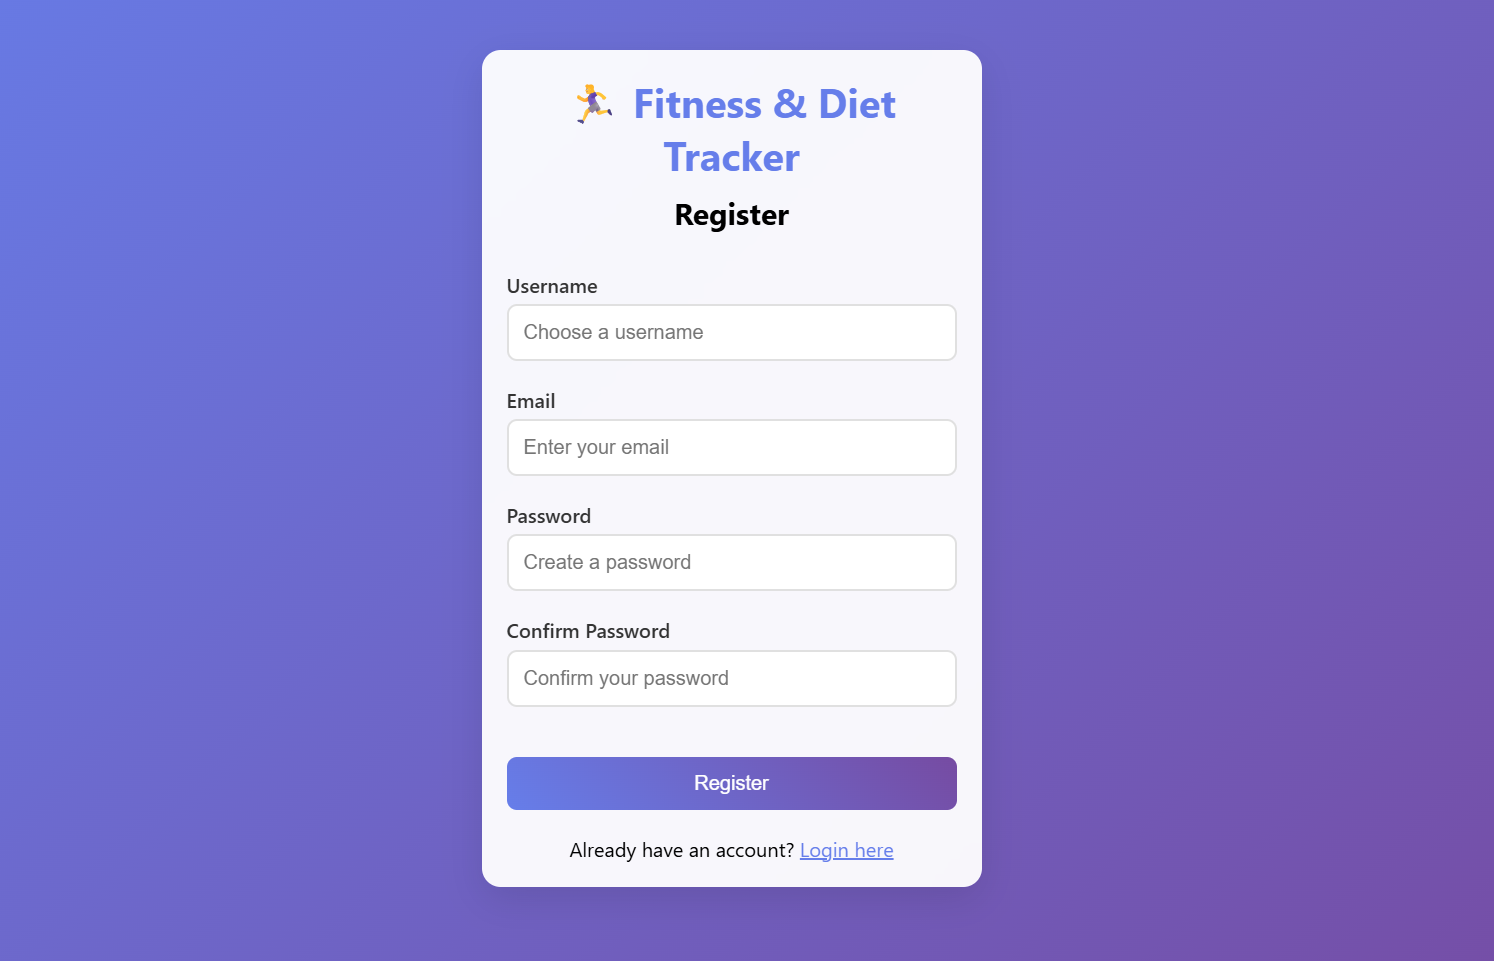 Fitness & Diet
Tracker
Register
Username
Choose a username
Email
Enter your email
Password
Create a password
Confirm Password
Confirm your password
Register
Already have an account? Login here